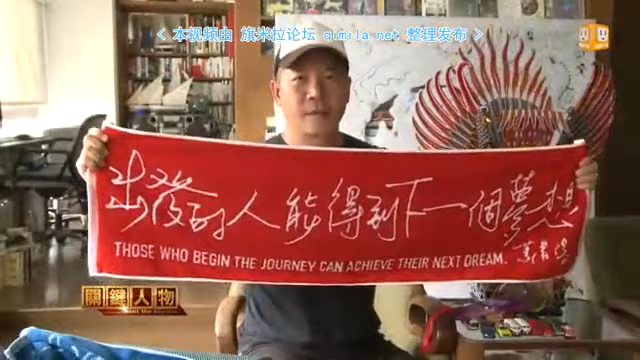 < 本视频由 旗米拉论坛 qimila.net 整理发布 >
出發的人能得到下一個夢想
THOSE WHO BEGIN THE JOURNEY CAN ACHIEVE THEIR NEXT DREAM.
關鍵人物